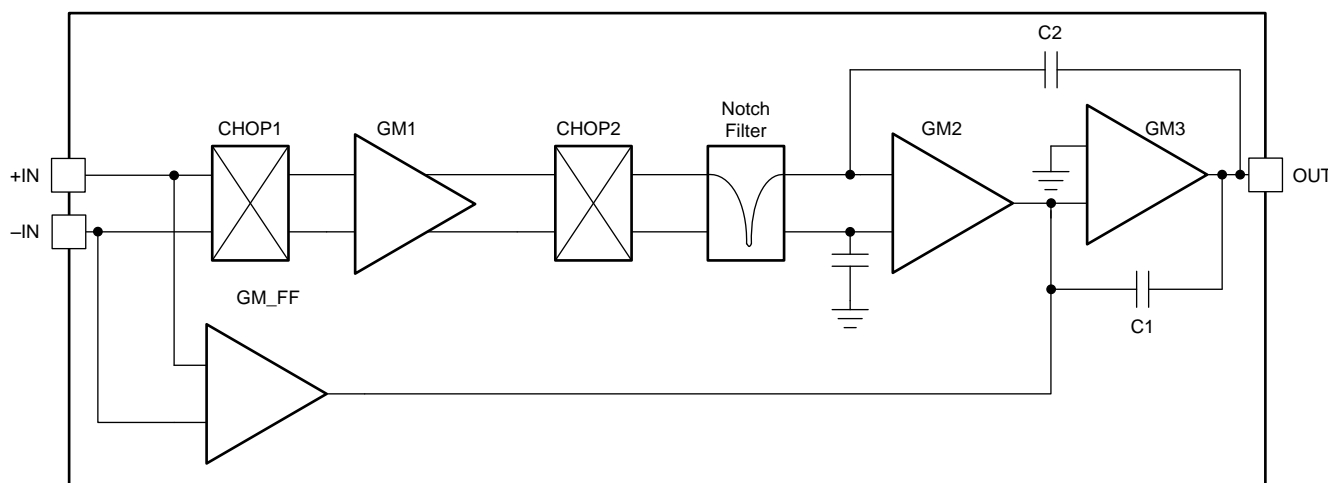 C2
Notch
Filter
CHOP1
GM1
CHOP2
GM2
GM3
+IN
OUT
–IN
GM_FF
C1